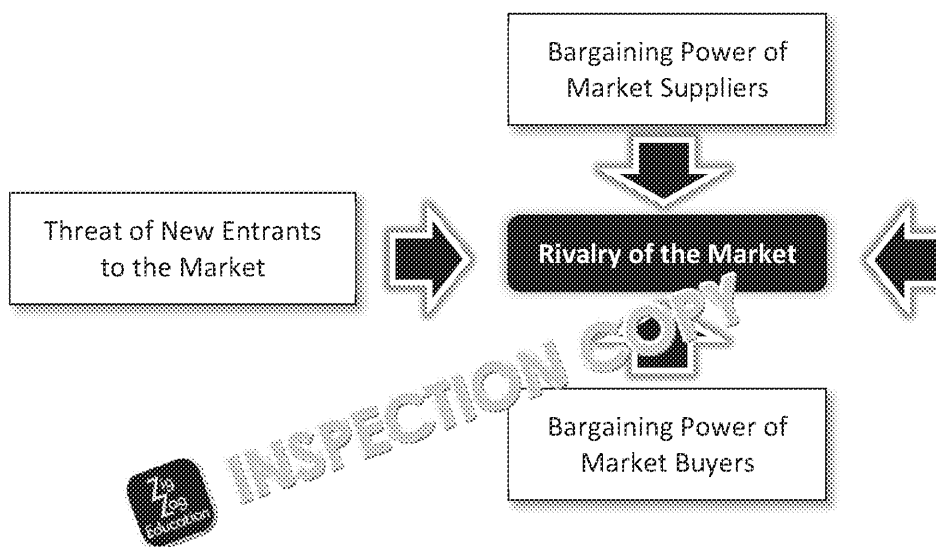 Bargaining Power of
Market Suppliers
Threat of New Entrants
to the Market
Rivalry of the Market
INSPECTION COPY
Bargaining Power of
Market Buyers
Zig
Zag
Education